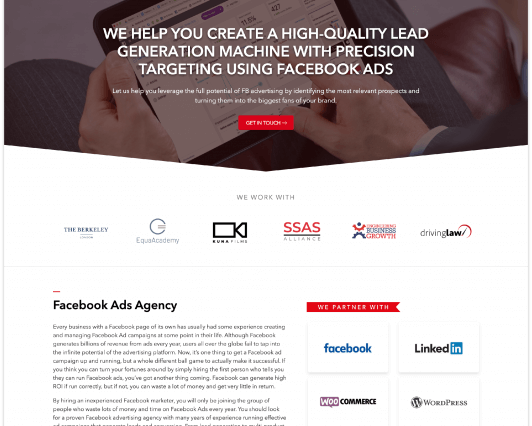 WE HELP YOU CREATE A HIGH-QUALITY LEAD
GENERATION MACHINE WITH PRECISION
TARGETING USING FACEBOOK ADS
Let us help you leverage the full potential of FB advertising by identifying the most relevant prospects and
turning them into the biggest fans of your brand.
GET IN TOUCH →
WE WORK WITH
THE BERKELEY
EquaAcademy
KUNAFILMS
SSAS
ALLIANCE
BUSINESS
GROWTH
drivinglaw
Facebook Ads Agency
Every business with a Facebook page of its own has usually had some experience creating
and managing Facebook Ad campaigns at some point in their life. Although Facebook
generates billions of revenue from ads every year, users all over the globe fail to tap into
the infinite potential of the advertising platform. Now, it's one thing to get a Facebook ad
campaign up and running, but a whole different ball game to actually make it successful. If
you think you can turn your fortunes around by simply hiring the first person who tells you
they can run Facebook ads, you've got another thing coming. Facebook can generate high
ROI if run correctly, but if not, you can waste a lot of money and get very little in return.
By hiring an inexperienced Facebook marketer, you will only be joining the group of
people who waste lots of money and time on Facebook Ads every year. You should look
for a proven Facebook advertising agency with many years of experience running effective
WE PARTNER WITH
facebook
Linked in
WOO COMMERCE
WORDPRESS